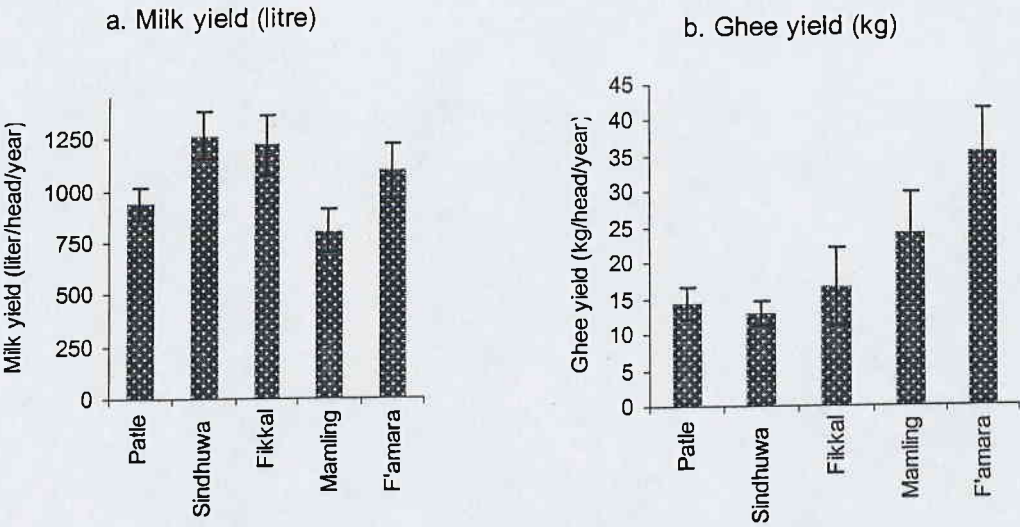 a. Milk yield (litre)
Milk yield (liter/head/year)
1250
1000
750
500
250
0
Patle
Sindhuwa
Fikkal
Mamling
F'amara
b. Ghee yield (kg)
Ghee yield (kg/head/year)
45
40
35
30
25
20
15
10
5
0
Patle
Sindhuwa
Fikkal
Mamling
F'amara